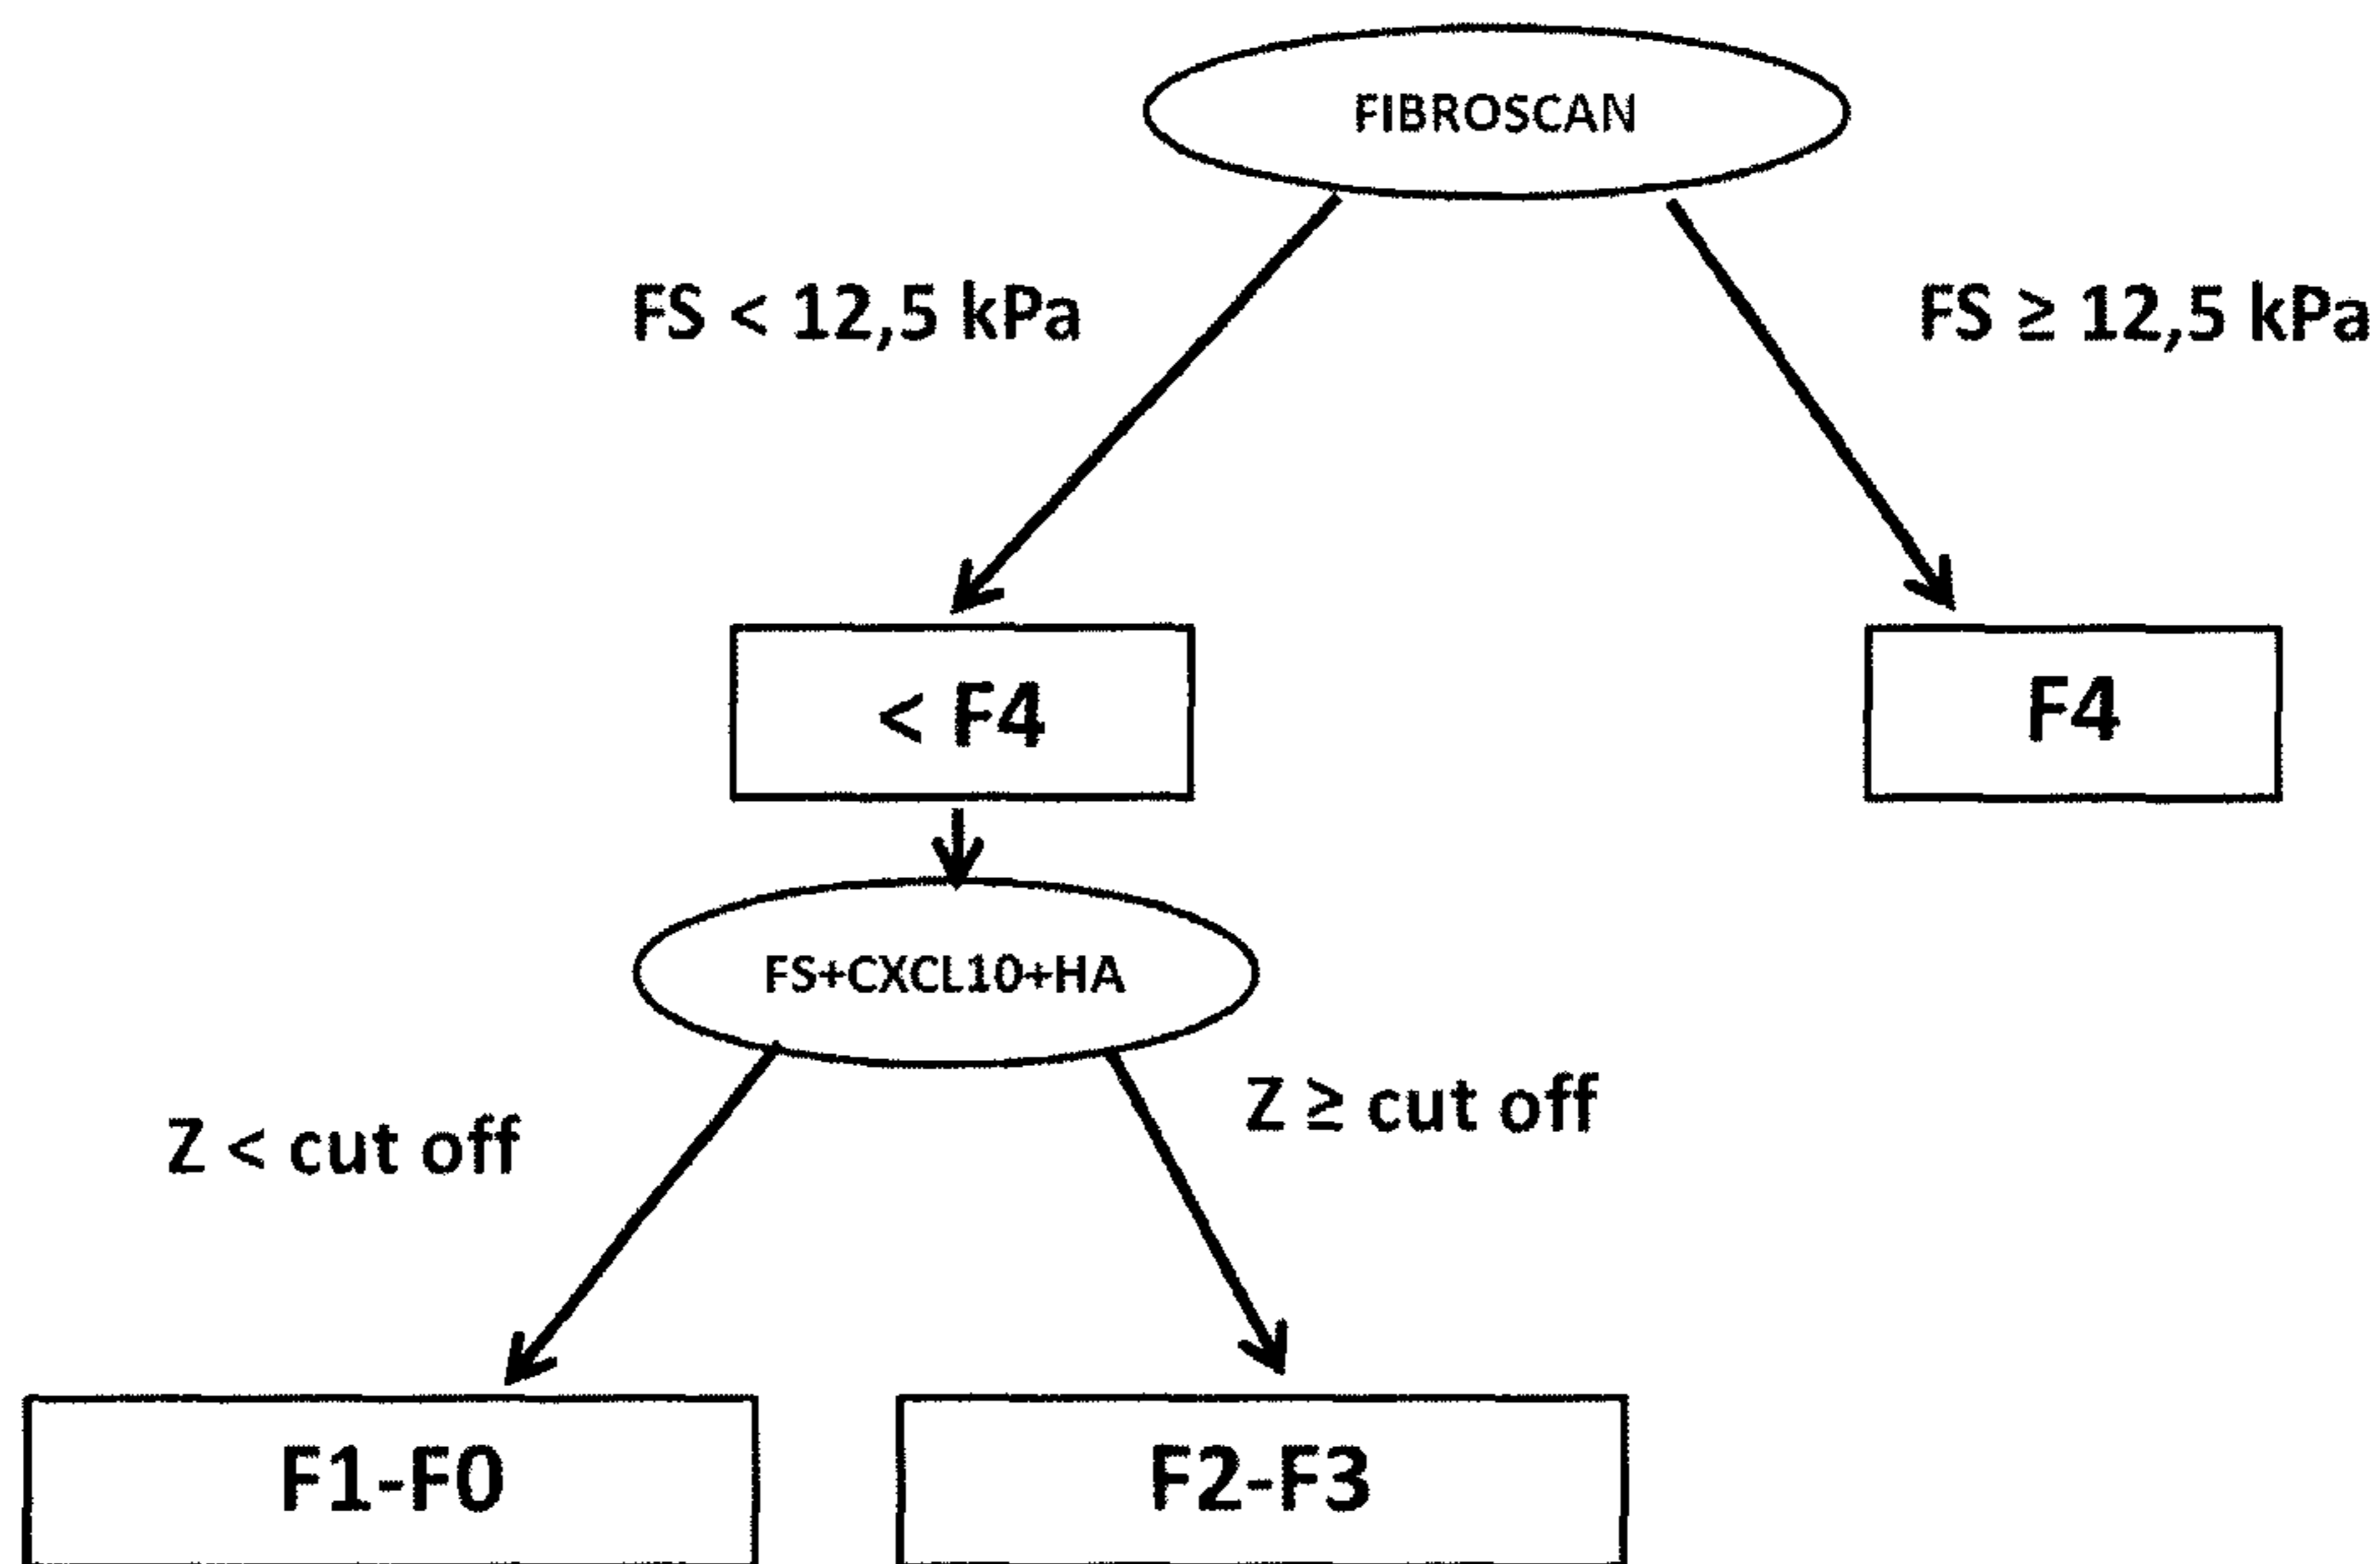 FIBROSCAN
FS < 12,5 kPa
FS ≥ 12,5 kPa
< F4
F4
FS+CXCL10+HA
Z < cut off
Z ≥ cut off
F1-F0
F2-F3